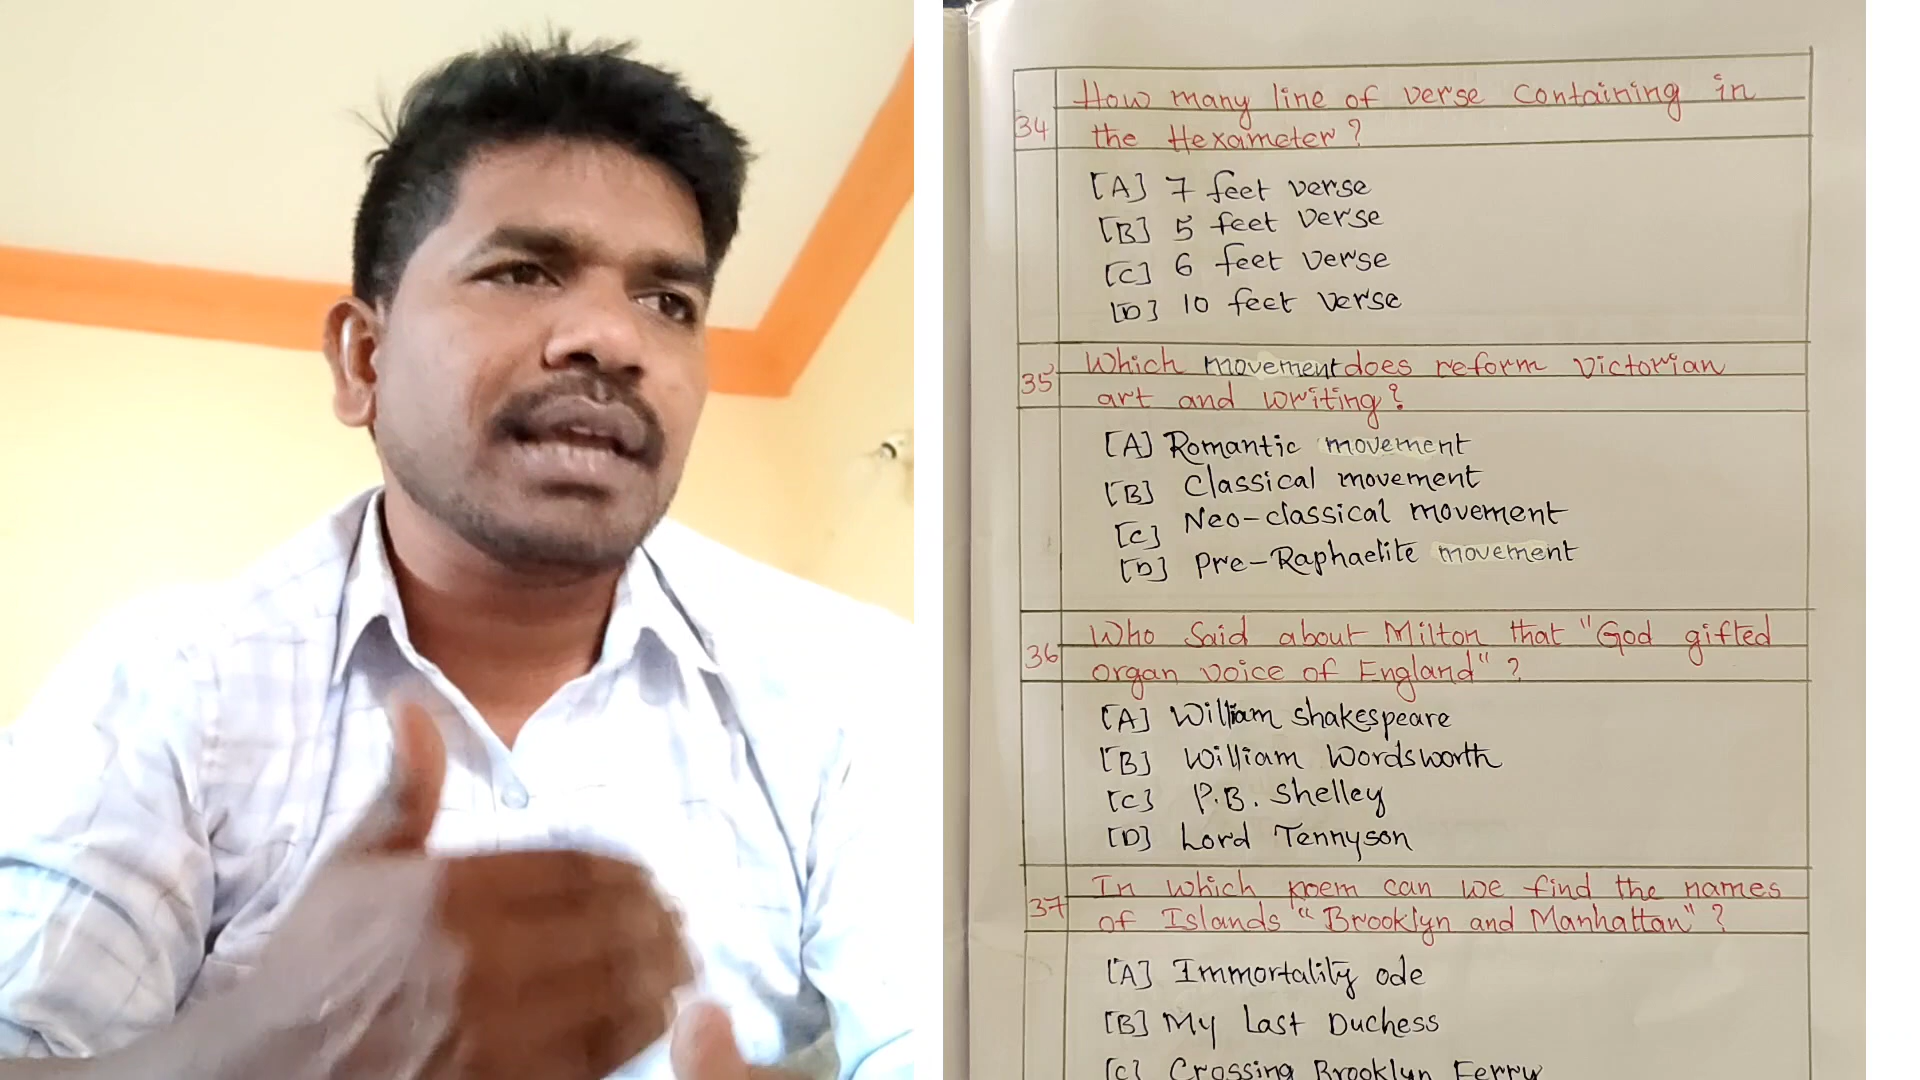 34
How many line of verse containing in
the Hexameter?
[A] 7 feet verse
[B] 5 feet verse
[C] 6 feet verse
[D] 10 feet verse
35
Which movement does reform Victorian
art and writing?
[A] Romantic movement
[B] Classical movement
[C] Neo-classical movement
[D] Pre-Raphaelite movement
36
Who said about Milton that "God gifted
organ voice of England"?
[A] William Shakespeare
[B] William Wordsworth
[C] P.B. Shelley
[D] Lord Tennyson
37
In which poem can we find the names
of Islands "Brooklyn and Manhattan"?
[A] Immortality ode
[B] My Last Duchess
[C] Crossing Brooklyn Ferry